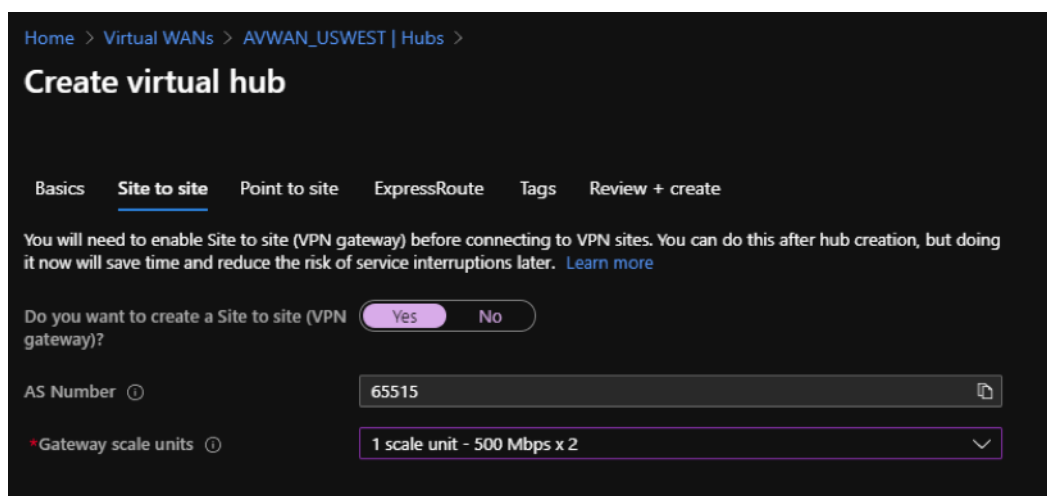 Home > Virtual WANs > AVWAN_USWEST | Hubs >
Create virtual hub
Basics Site to site Point to site ExpressRoute Tags Review + create
You will need to enable Site to site (VPN gateway) before connecting to VPN sites. You can do this after hub creation, but doing
it now will save time and reduce the risk of service interruptions later. Learn more
Do you want to create a Site to site (VPN Yes No
gateway)?
AS Number 65515
*Gateway scale units 1 scale unit - 500 Mbps x 2